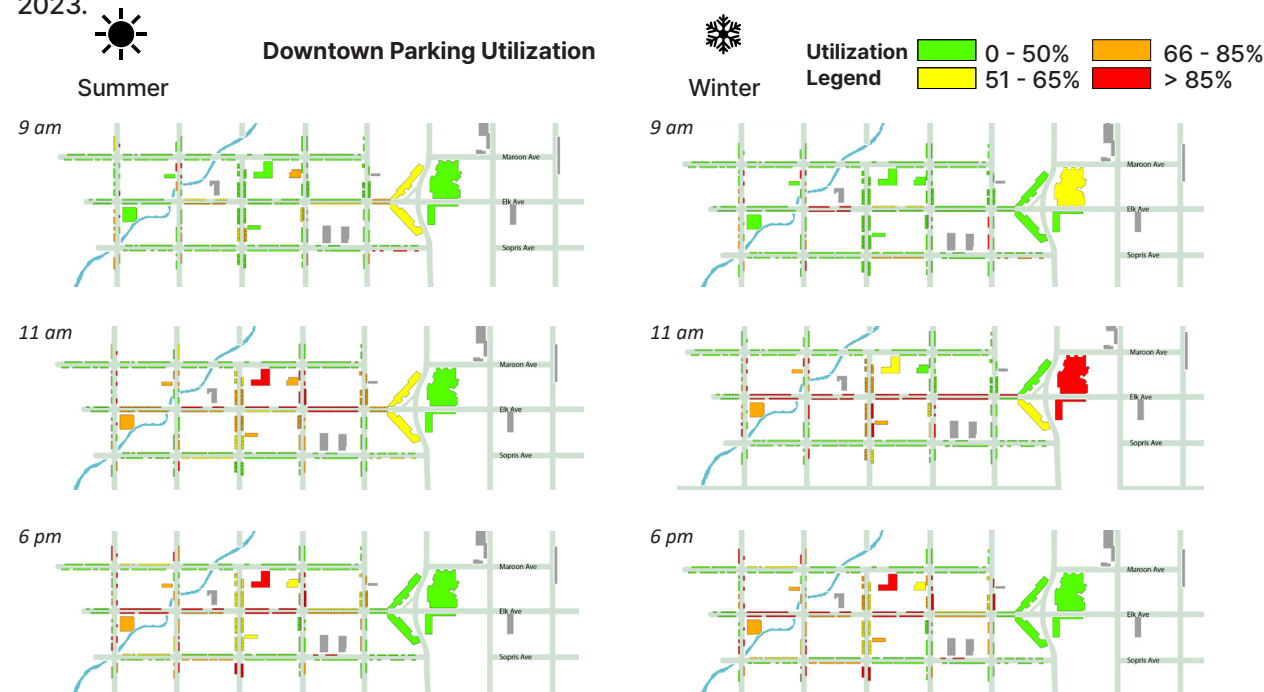 2023.
Downtown Parking Utilization
Summer
Winter
Utilization Legend
0 - 50%
66 - 85%
51 - 65%
> 85%
9 am
Maroon Ave
Elk Ave
Sopris Ave
9 am
Maroon Ave
Elk Ave
Sopris Ave
11 am
Maroon Ave
Elk Ave
Sopris Ave
11 am
Maroon Ave
Elk Ave
Sopris Ave
6 pm
Maroon Ave
Elk Ave
Sopris Ave
6 pm
Maroon Ave
Elk Ave
Sopris Ave